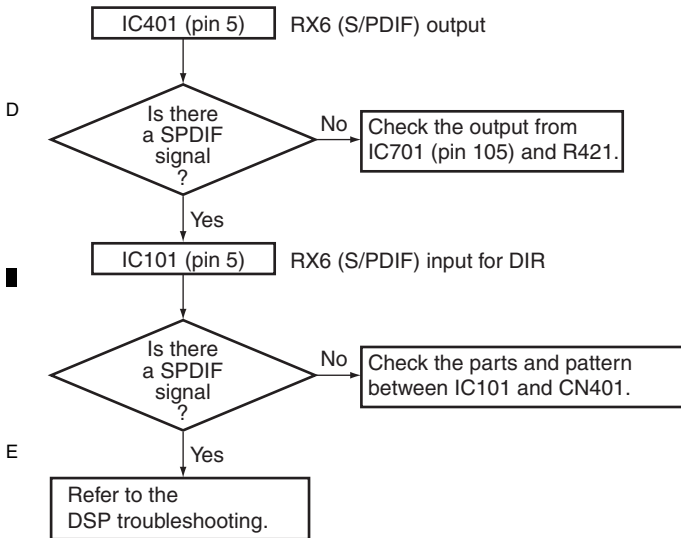 IC401 (pin 5) RX6 (S/PDIF) output
D
Is there
a SPDIF
signal
?
No
Check the output from
IC701 (pin 105) and R421.
Yes
IC101 (pin 5) RX6 (S/PDIF) input for DIR
Is there
a SPDIF
signal
?
No
Check the parts and pattern
between IC101 and CN401.
E
Yes
Refer to the
DSP troubleshooting.